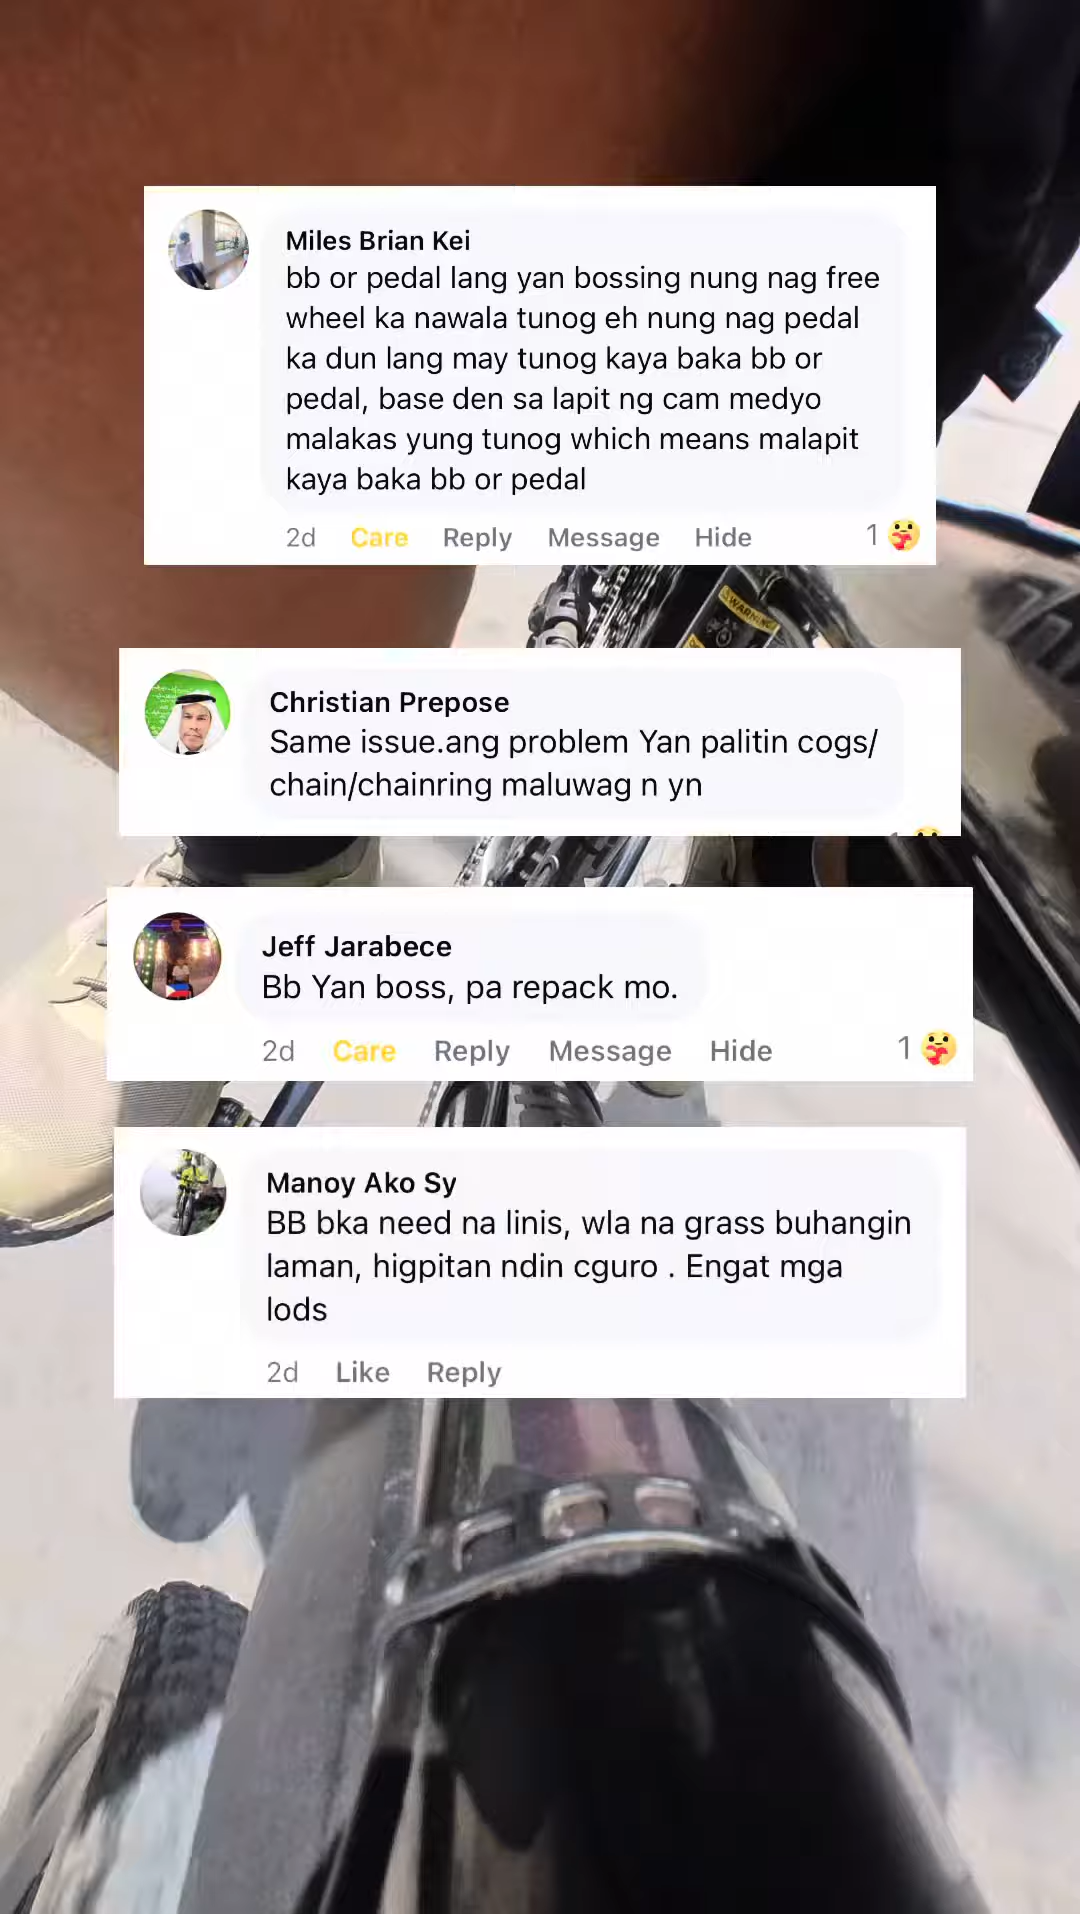 Miles Brian Kei
bb or pedal lang yan bossing nung nag free
wheel ka nawala tunog eh nung nag pedal
ka dun lang may tunog kaya baka bb or
pedal, base den sa lapit ng cam medyo
malakas yung tunog which means malapit
kaya baka bb or pedal
2d Care Reply Message Hide 1
WARNING
Christian Prepose
Same issue.ang problem Yan palitin cogs/
chain/chainring maluwag n yn
Jeff Jarabece
Bb Yan boss, pa repack mo.
2d Care Reply Message Hide 1
Manoy Ako Sy
BB bka need na linis, wla na grass buhangin
laman, higpitan ndin cguro . Engat mga
lods
2d Like Reply